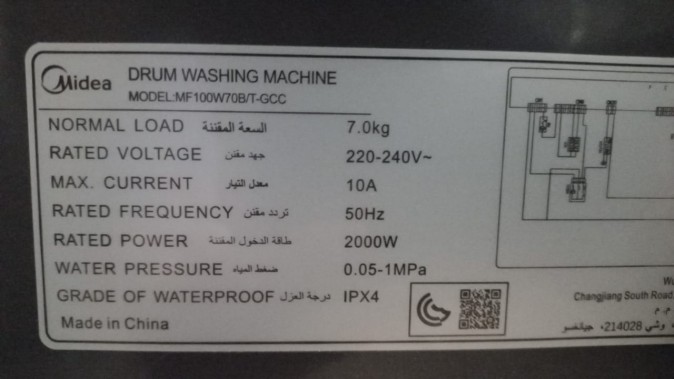 Midea
DRUM WASHING MACHINE
MODEL:MF100W70B/T-GCC
NORMAL LOAD السعة المقننة 7.0kg
RATED VOLTAGE جهد مقنن 220-240V~
MAX. CURRENT معدل التيار 10A
RATED FREQUENCY تردد مقنن 50Hz
RATED POWER طاقة الدخول المقننة 2000W
WATER PRESSURE ضغط المياه 0.05-1MPa
GRADE OF WATERPROOF درجة العزل IPX4
Made in China
Changjiang South Road
وشي 214028، جيانغسو